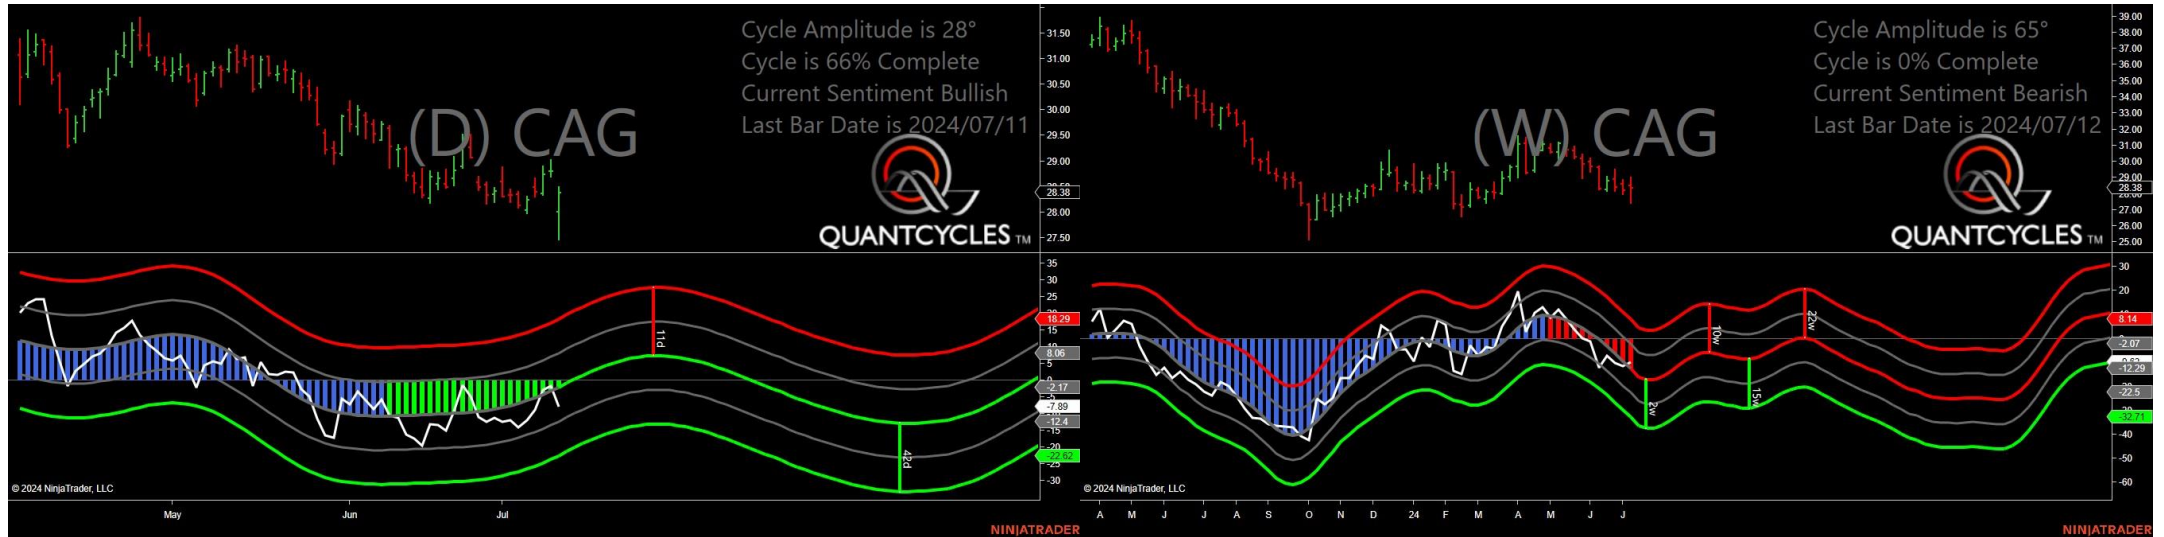 Cycle Amplitude is 28°
Cycle is 66% Complete
Current Sentiment Bullish
Last Bar Date is 2024/07/11
(D) CAG
QUANTCYCLES TM
31.50
31.00
30.50
30.00
29.50
29.00
28.38
28.00
27.50
35
30
25
18.29
15
8.06
-2.17
-7.89
-12.4
-15
-20
-22.62
-25
-30
11d
42d
© 2024 NinjaTrader, LLC
May
Jun
Jul
NINJATRADER
Cycle Amplitude is 65°
Cycle is 0% Complete
Current Sentiment Bearish
Last Bar Date is 2024/07/12
(W) CAG
QUANTCYCLES TM
39.00
38.00
37.00
36.00
35.00
34.00
33.00
32.00
31.00
30.00
29.00
28.38
27.00
26.00
25.00
30
20
8.14
-2.07
-12.29
-22.5
-32.71
-40
-50
-60
2w
10w
15w
22w
© 2024 NinjaTrader, LLC
A M J J A S O N D 24 F M A M J J
NINJATRADER